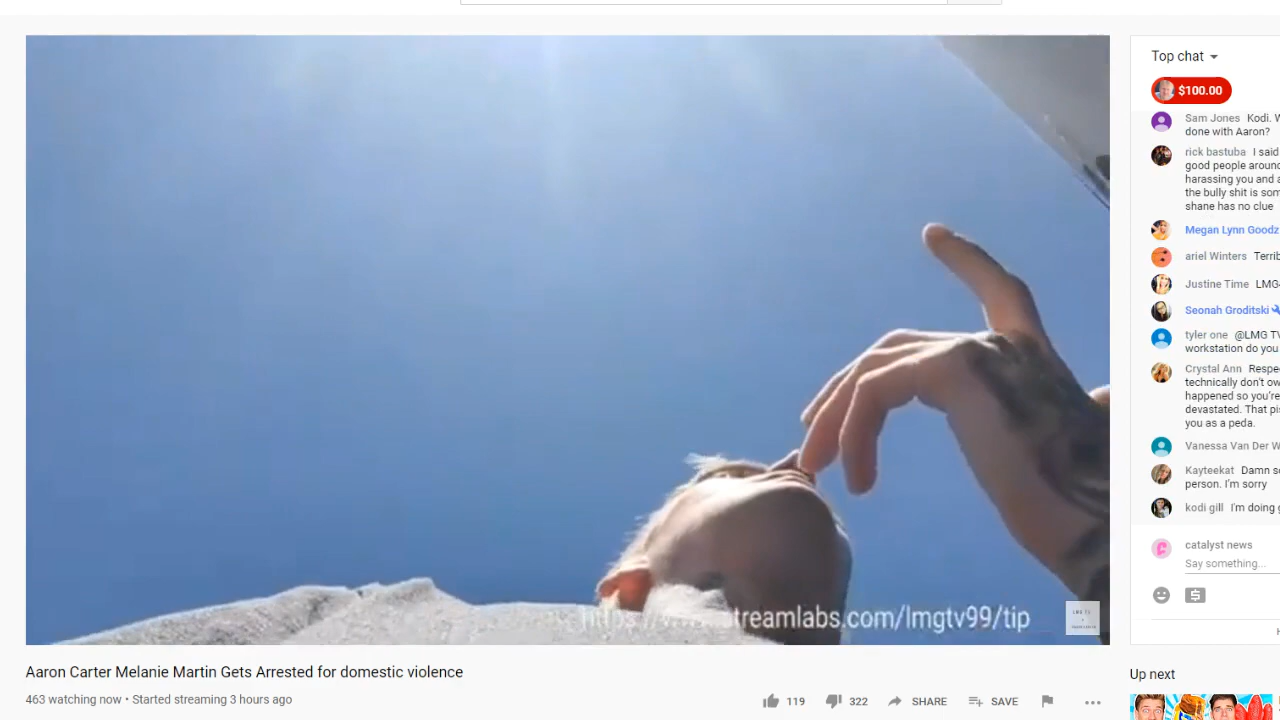 Top chat
$100.00
Sam Jones Kodi. W
done with Aaron?
rick bastuba I said
good people aroun
harassing you and a
the bully shit is som
shane has no clue
Megan Lynn Goodz
ariel Winters Terrib
Justine Time LMG
Seonah Groditski
tyler one @LMG TV
workstation do you
Crystal Ann Respe
technically don't ow
happened so you're
devastated. That pis
you as a peda.
Vanessa Van Der W
Kayteekat Damn so
person. I'm sorry
kodi gill I'm doing g
catalyst news
Say something...
https://www.streamlabs.com/lmgtv99/tip
Aaron Carter Melanie Martin Gets Arrested for domestic violence
463 watching now • Started streaming 3 hours ago
119 322 SHARE SAVE
Up next